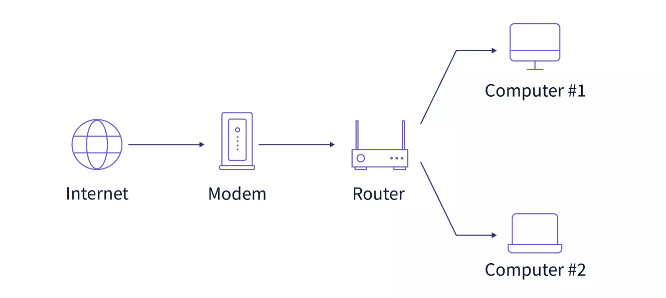 Internet
Modem
Router
Computer #1
Computer #2